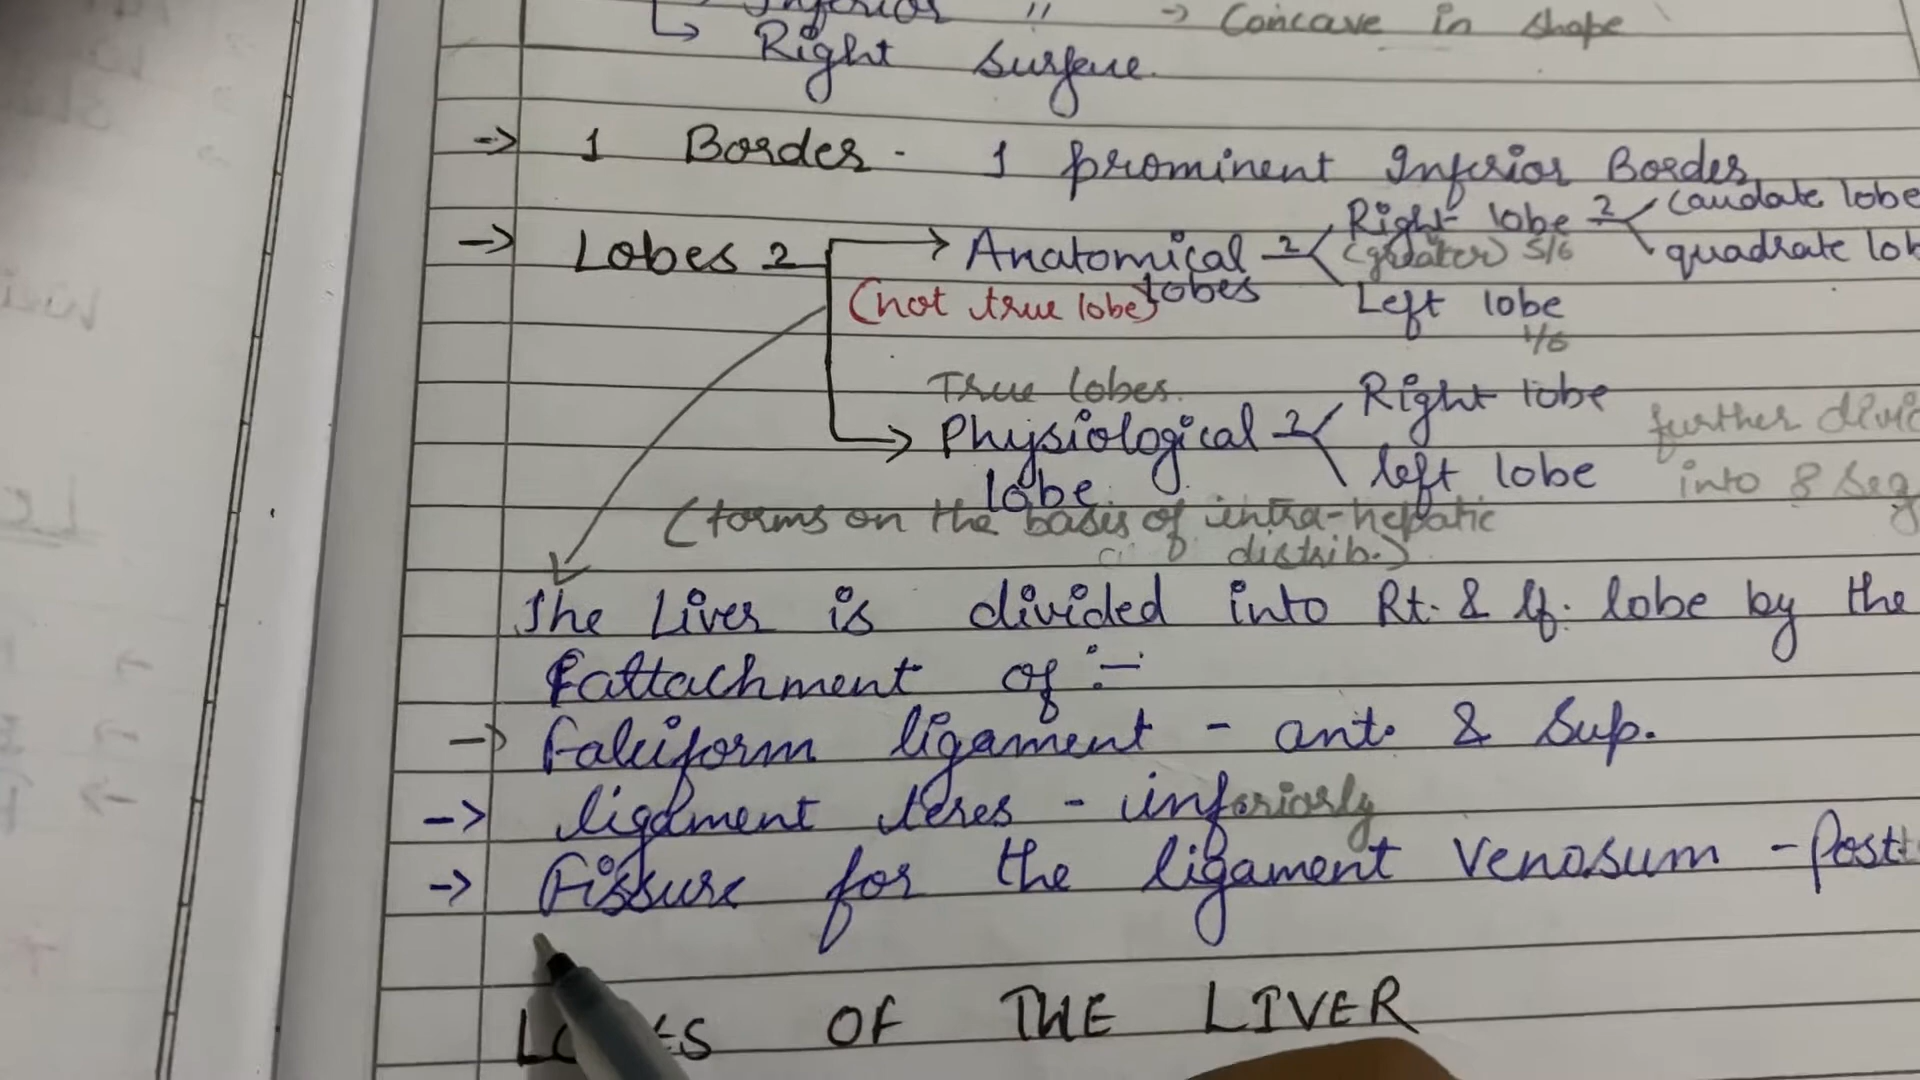 Inferior " → Concave in shape
↳ Right Surface.
→ 1 Border - 1 prominent Inferior Border
→ Lobes 2 → Anatomical lobes 2 Right lobe 2 Caudate lobe
(greater) 5/6 quadrate lob
(not true lobe) Left lobe
1/6
True lobes. Right lobe
→ Physiological lobe. 2 left lobe
further divi
into 8 Seg
(forms on the basis of intra-hepatic
distrib.)
The Liver is divided into Rt. & lf. lobe by the
attachment of :-
→ Falciform ligament - ant. & Sup.
→ ligament teres - inferiorly
→ Fissure for the ligament Venosum - Post
OF THE LIVER